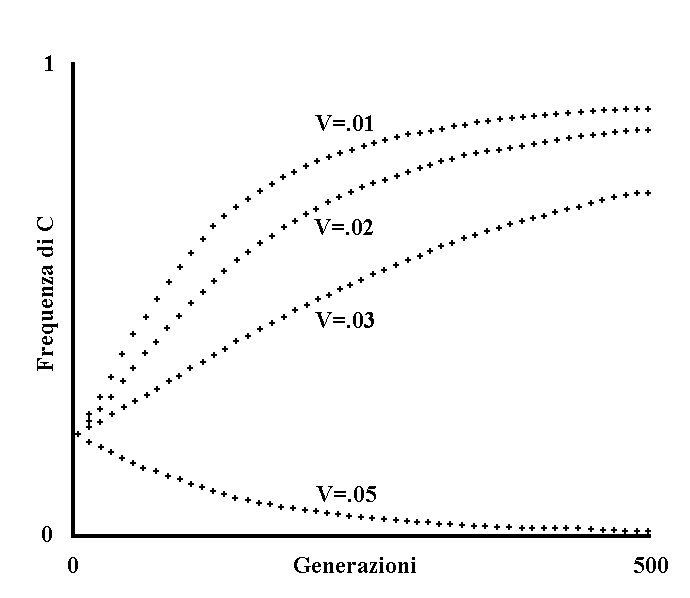 1
V=.01
V=.02
Frequenza di C
V=.03
V=.05
0
0
Generazioni
500